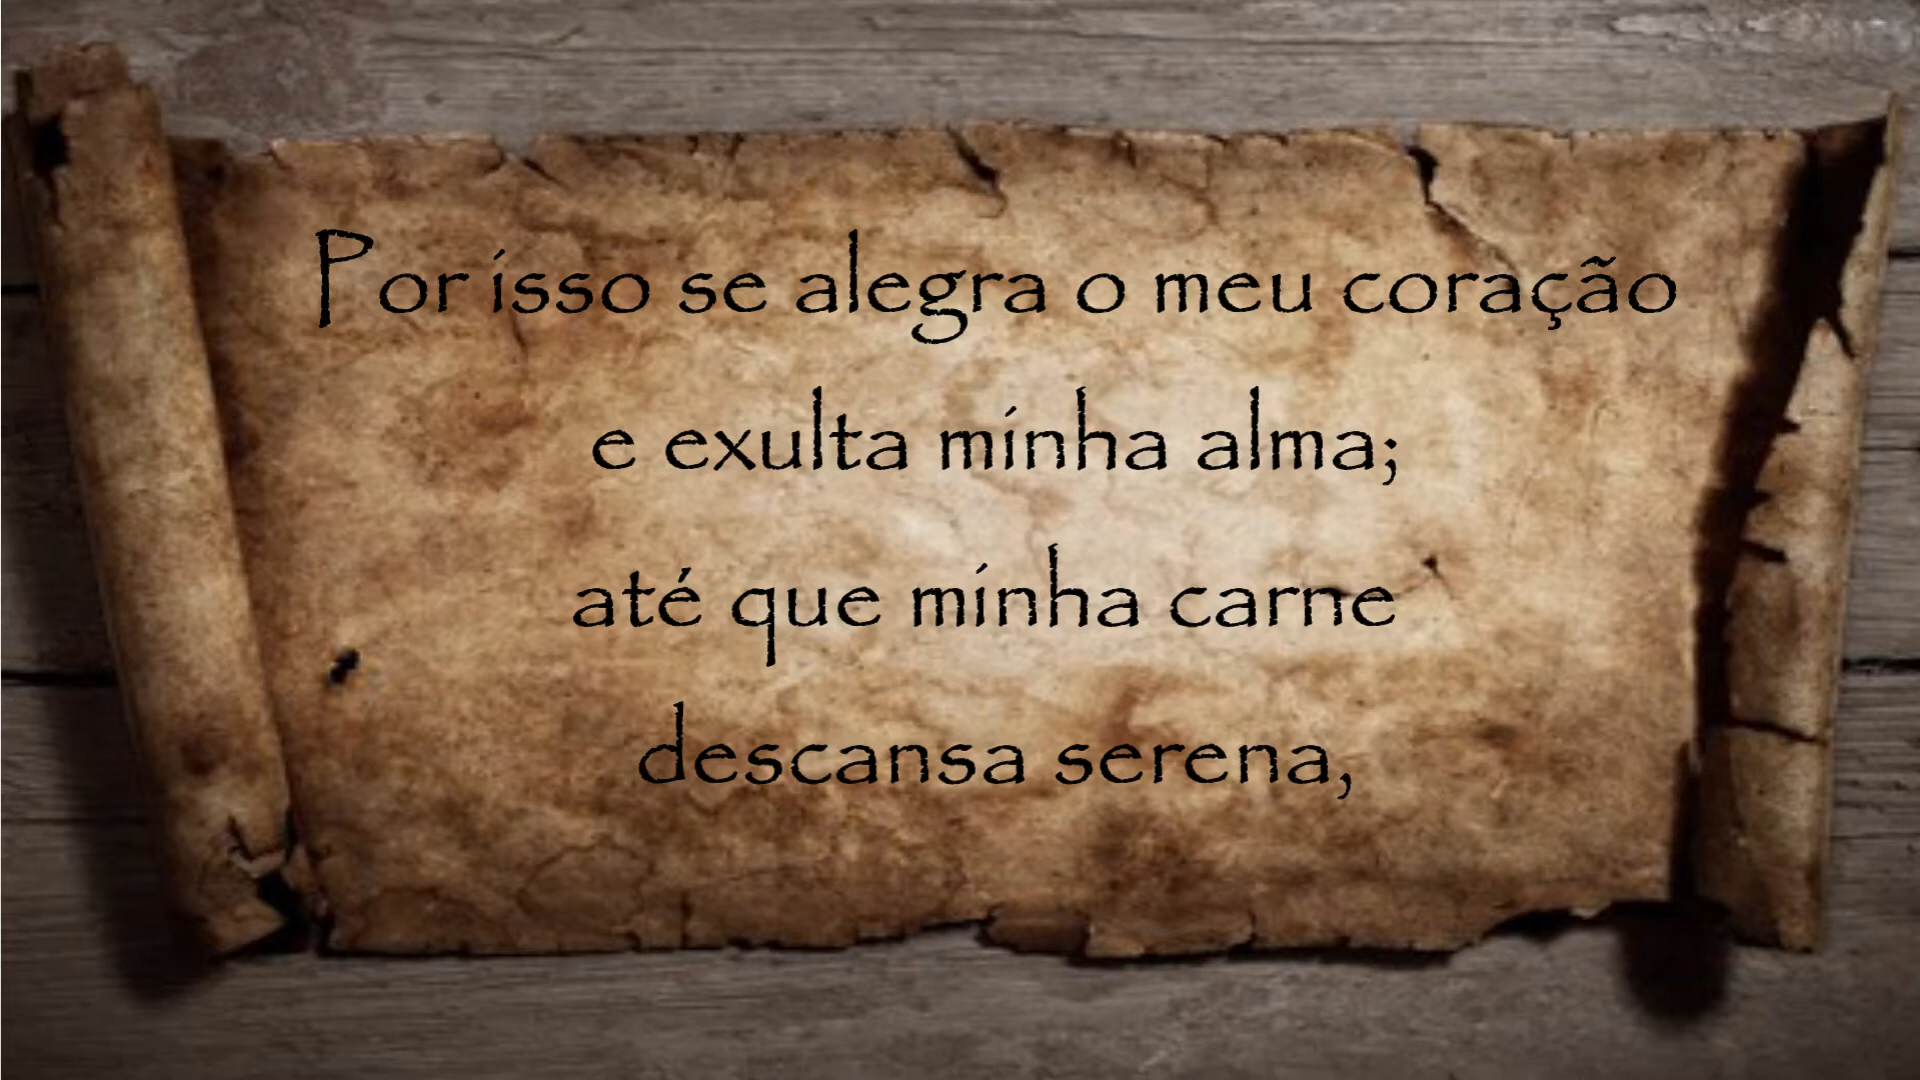 Por isso se alegra o meu coração
e exulta minha alma;
até que minha carne
descansa serena,